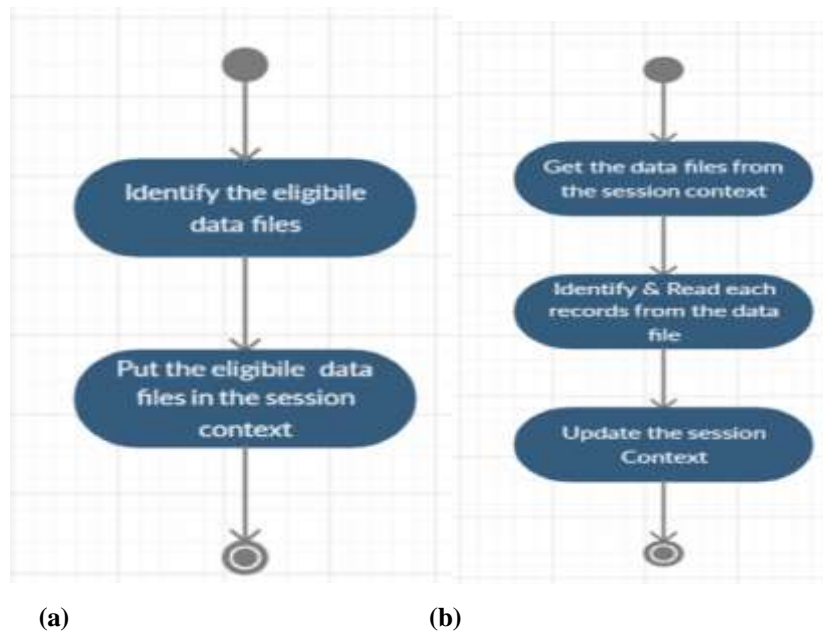 Identify the eligibile
data files
Put the eligibile data
files in the session
context
Get the data files from
the session context
Identify & Read each
records from the data
file
Update the session
Context
(a)
(b)